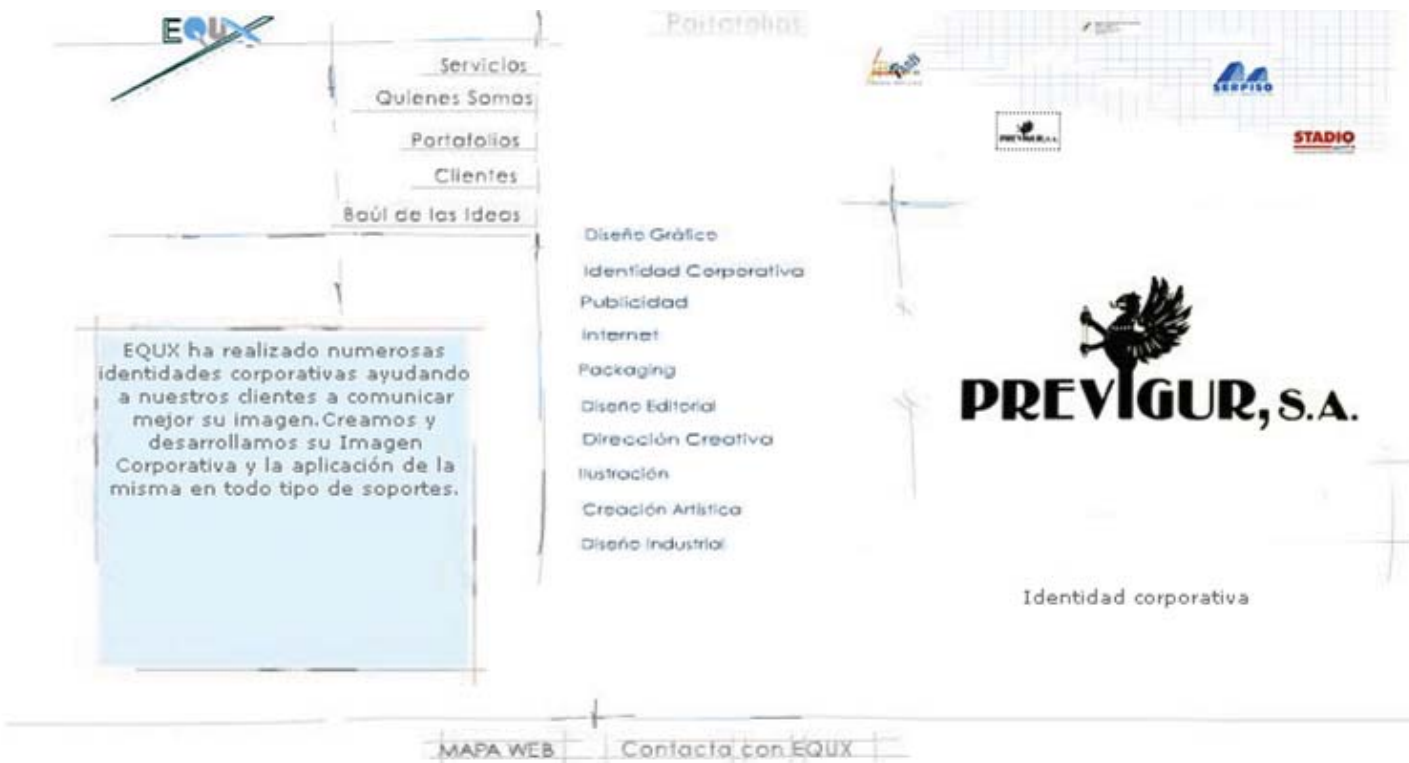 EQUX
Portafolios
Servicios
Quienes Somos
Portafolios
Clientes
Baúl de las Ideas
SERPISO
PREVIGUR, S.A.
STADIO
EQUX ha realizado numerosas
identidades corporativas ayudando
a nuestros clientes a comunicar
mejor su imagen.Creamos y
desarrollamos su Imagen
Corporativa y la aplicación de la
misma en todo tipo de soportes.
Diseño Gráfico
Identidad Corporativa
Publicidad
Internet
Packaging
Diseño Editorial
Dirección Creativa
Ilustración
Creación Artística
Diseño Industrial
PREVIGUR, S.A.
Identidad corporativa
MAPA WEB
Contacta con EQUX